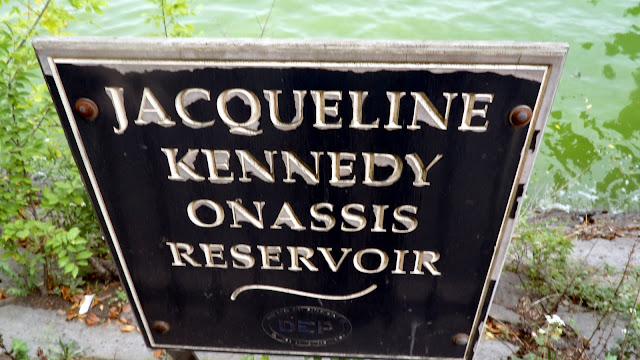 JACQUELINE
KENNEDY
ONASSIS
RESERVOIR
DEP